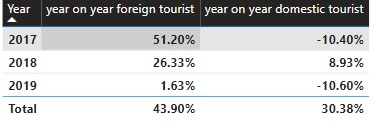 Year year on year foreign tourist year on year domestic tourist
2017 51.20% -10.40%
2018 26.33% 8.93%
2019 1.63% -10.60%
Total 43.90% 30.38%